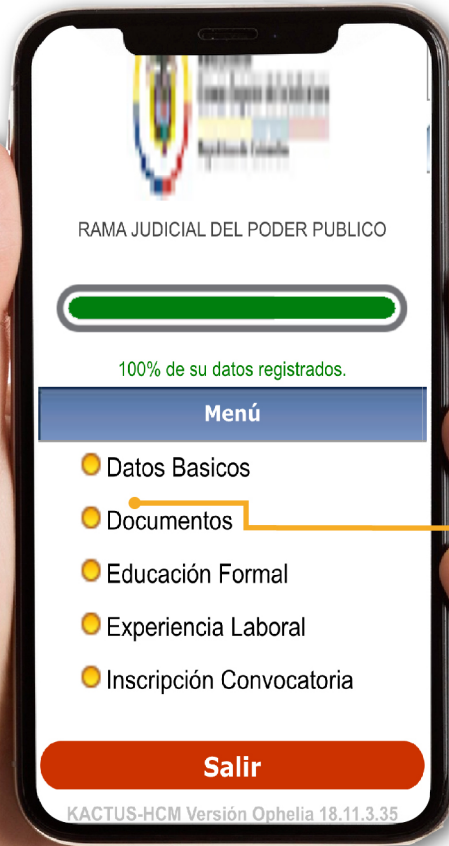 RAMA JUDICIAL DEL PODER PUBLICO
100% de su datos registrados.
Menú
Datos Basicos
Documentos
Educación Formal
Experiencia Laboral
Inscripción Convocatoria
Salir
KACTUS-HCM Versión Ophelia 18.11.3.35